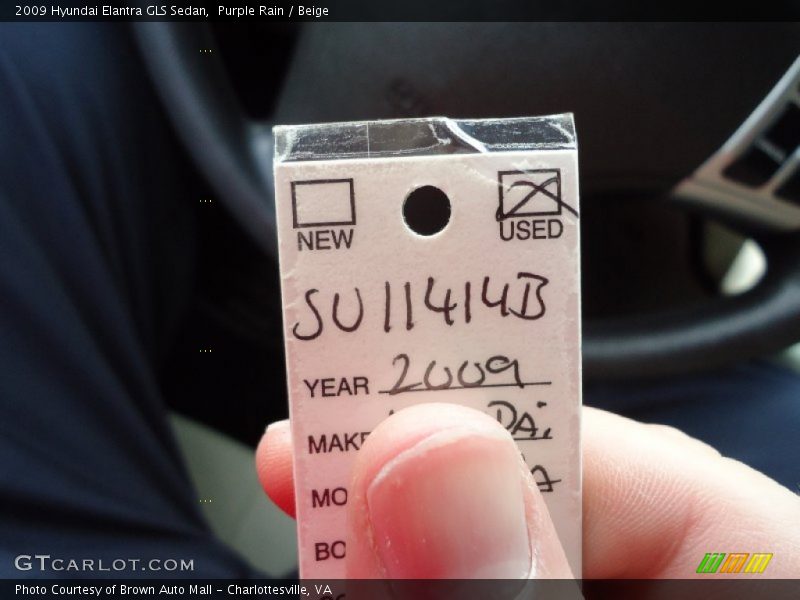 2009 Hyundai Elantra GLS Sedan, Purple Rain / Beige
NEW USED
SU11414B
YEAR 2009
MAKE DAi
MO A
BO
GTCARLOT.COM
Photo Courtesy of Brown Auto Mall - Charlottesville, VA